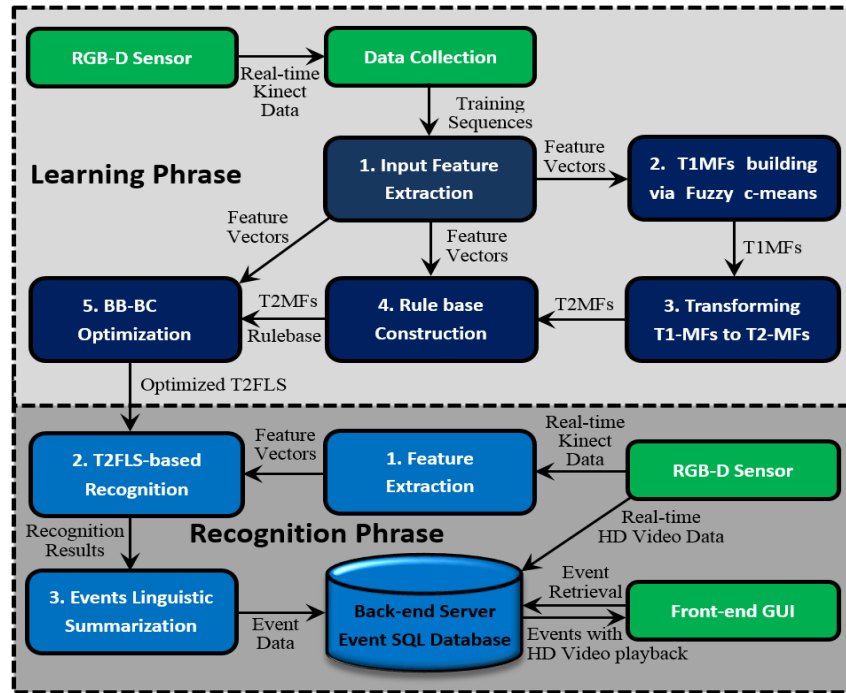 RGB-D Sensor
Real-time
Kinect
Data
Data Collection
Training
Sequences
Learning Phrase
1. Input Feature
Extraction
Feature
Vectors
2. T1MFs building
via Fuzzy c-means
Feature
Vectors
Feature
Vectors
T1MFs
5. BB-BC
Optimization
T2MFs
Rulebase
4. Rule base
Construction
T2MFs
3. Transforming
T1-MFs to T2-MFs
Optimized T2FLS
2. T2FLS-based
Recognition
Feature
Vectors
1. Feature
Extraction
Real-time
Kinect
Data
RGB-D Sensor
Recognition
Results
Recognition Phrase
Real-time
HD Video Data
3. Events Linguistic
Summarization
Event
Data
Back-end Server
Event SQL Database
Event
Retrieval
Events with
HD Video playback
Front-end GUI